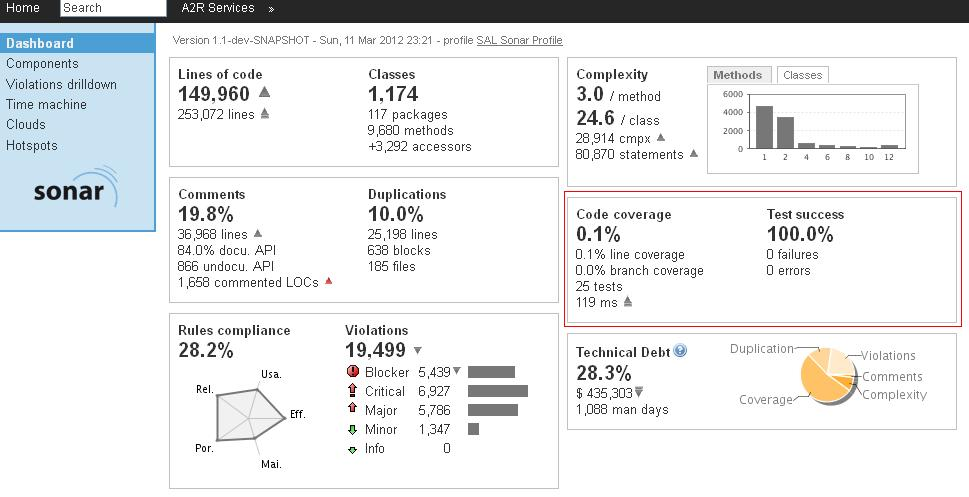 Home Search A2R Services »
Version 1.1-dev-SNAPSHOT - Sun, 11 Mar 2012 23:21 - profile SAL Sonar Profile
Dashboard
Components
Violations drilldown
Time machine
Clouds
Hotspots
sonar
Lines of code
149,960
253,072 lines
Classes
1,174
117 packages
9,680 methods
+3,292 accessors
Complexity
3.0 / method
24.6 / class
28,914 cmpx
80,870 statements
Methods Classes
6000
4000
2000
0
1 2 4 6 8 10 12
Comments
19.8%
36,968 lines
84.0% docu. API
866 undocu. API
1,658 commented LOCs
Duplications
10.0%
25,198 lines
638 blocks
185 files
Code coverage
0.1%
0.1% line coverage
0.0% branch coverage
25 tests
119 ms
Test success
100.0%
0 failures
0 errors
Rules compliance
28.2%
Usa.
Rel.
Eff.
Por.
Mai.
Violations
19,499
Blocker 5,439
Critical 6,927
Major 5,786
Minor 1,347
Info 0
Technical Debt ?
28.3%
$ 435,303
1,088 man days
Duplication
Violations
Comments
Complexity
Coverage